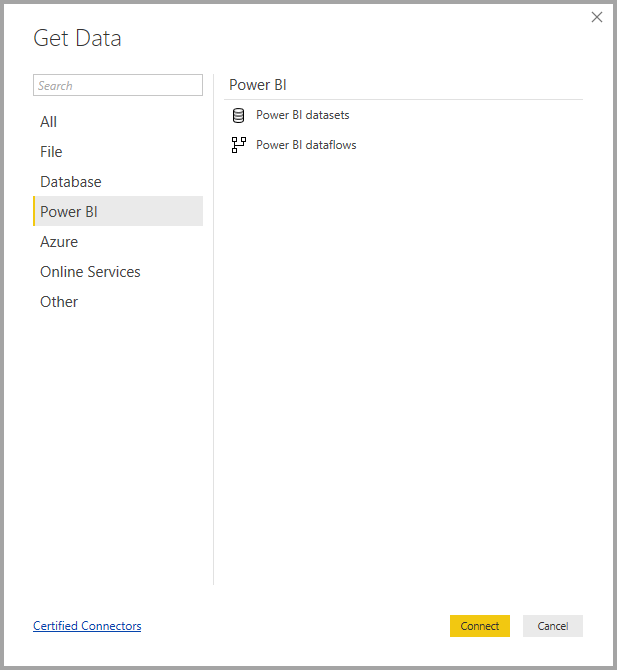 Get Data
Search
All
File
Database
Power BI
Azure
Online Services
Other
Power BI
Power BI datasets
Power BI dataflows
Certified Connectors
Connect
Cancel